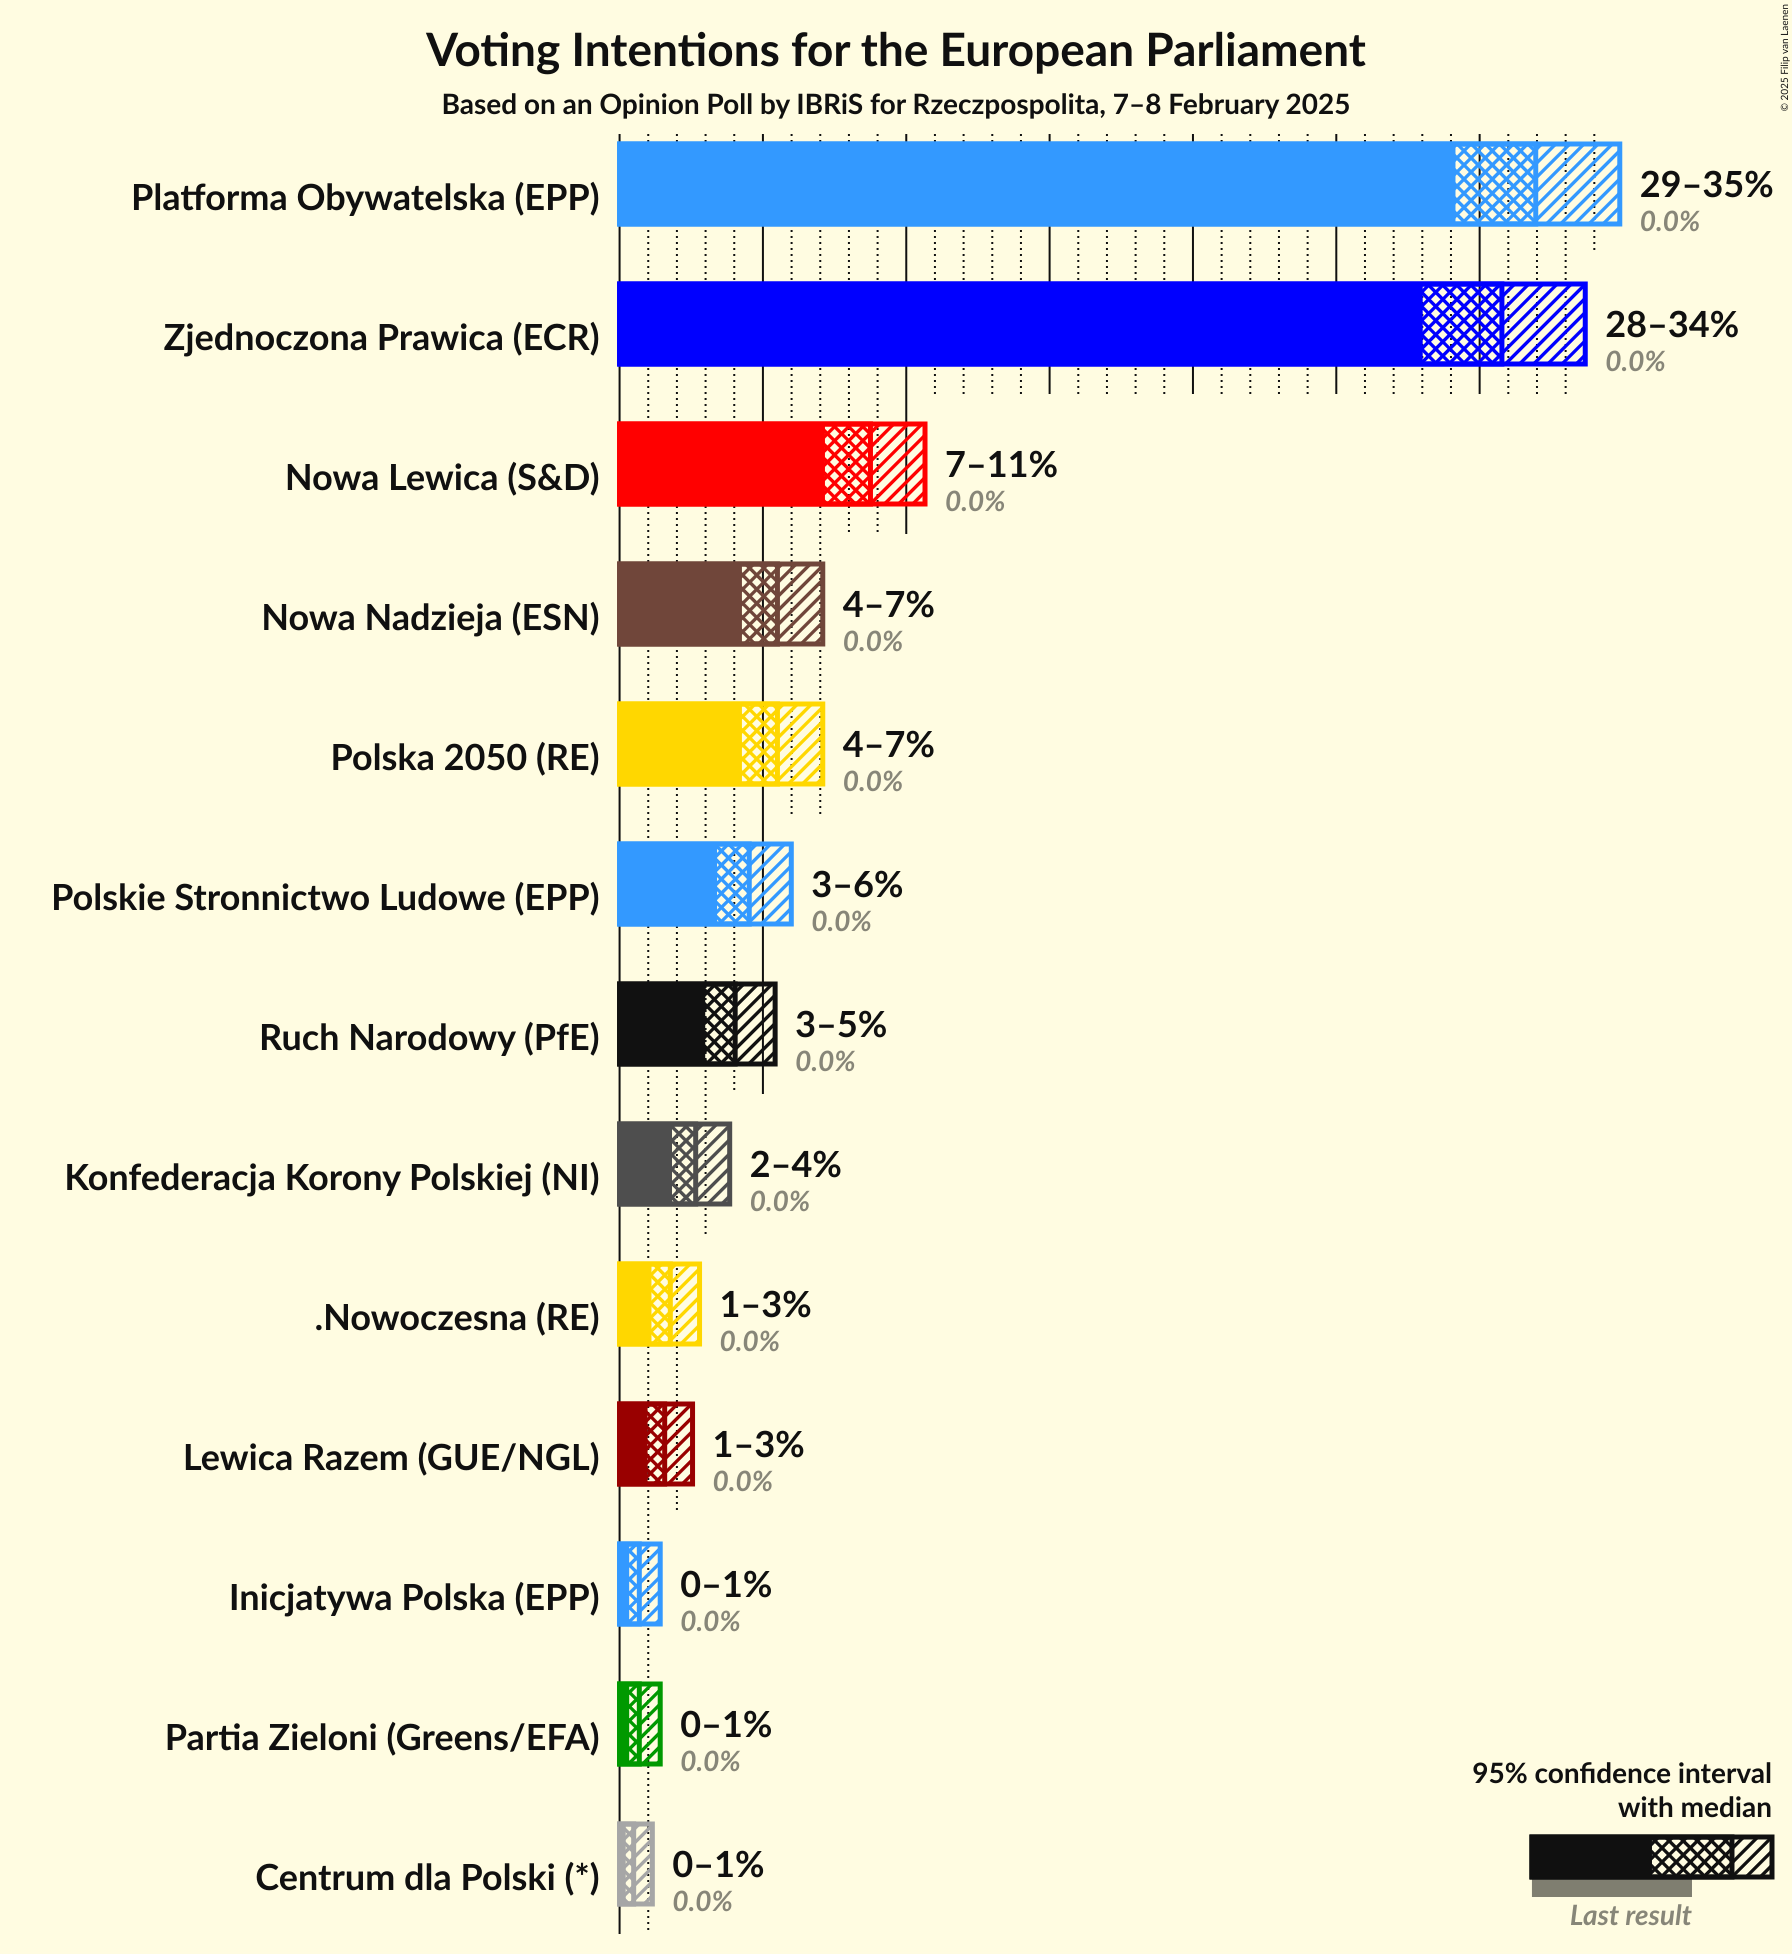 Voting Intentions for the European Parliament
Based on an Opinion Poll by IBRiS for Rzeczpospolita, 7–8 February 2025
© 2025 Filip van Laenen
Platforma Obywatelska (EPP)
29–35%
0.0%
Zjednoczona Prawica (ECR)
28–34%
0.0%
Nowa Lewica (S&D)
7–11%
0.0%
Nowa Nadzieja (ESN)
4–7%
0.0%
Polska 2050 (RE)
4–7%
0.0%
Polskie Stronnictwo Ludowe (EPP)
3–6%
0.0%
Ruch Narodowy (PfE)
3–5%
0.0%
Konfederacja Korony Polskiej (NI)
2–4%
0.0%
.Nowoczesna (RE)
1–3%
0.0%
Lewica Razem (GUE/NGL)
1–3%
0.0%
Inicjatywa Polska (EPP)
0–1%
0.0%
Partia Zieloni (Greens/EFA)
0–1%
0.0%
Centrum dla Polski (*)
0–1%
0.0%
95% confidence interval
with median
Last result